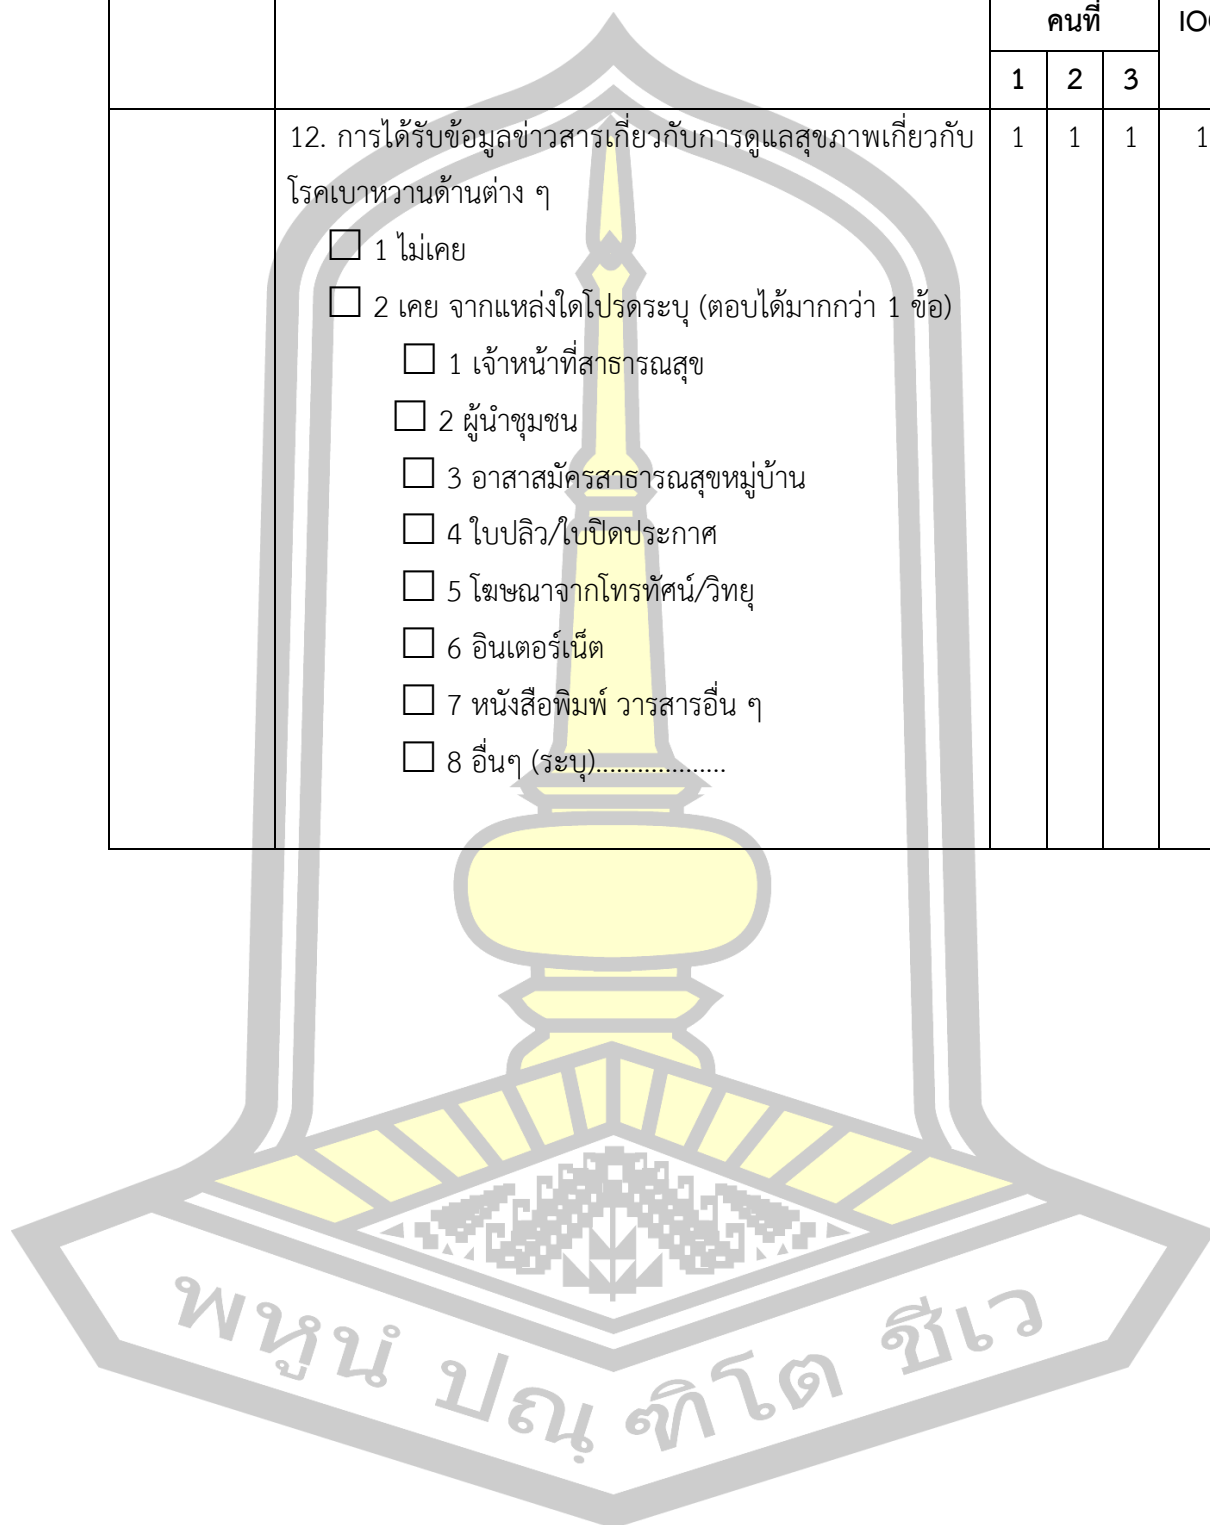 คนที่ IOC
1 2 3
12. การได้รับข้อมูลข่าวสารเกี่ยวกับการดูแลสุขภาพเกี่ยวกับ 1 1 1 1
โรคเบาหวานด้านต่าง ๆ
☐ 1 ไม่เคย
☐ 2 เคย จากแหล่งใดโปรดระบุ (ตอบได้มากกว่า 1 ข้อ)
☐ 1 เจ้าหน้าที่สาธารณสุข
☐ 2 ผู้นำชุมชน
☐ 3 อาสาสมัครสาธารณสุขหมู่บ้าน
☐ 4 ใบปลิว/ใบปิดประกาศ
☐ 5 โฆษณาจากโทรทัศน์/วิทยุ
☐ 6 อินเตอร์เน็ต
☐ 7 หนังสือพิมพ์ วารสารอื่น ๆ
☐ 8 อื่นๆ (ระบุ)..................
พหูนํ ปณฺ ฑิโต ชีเว